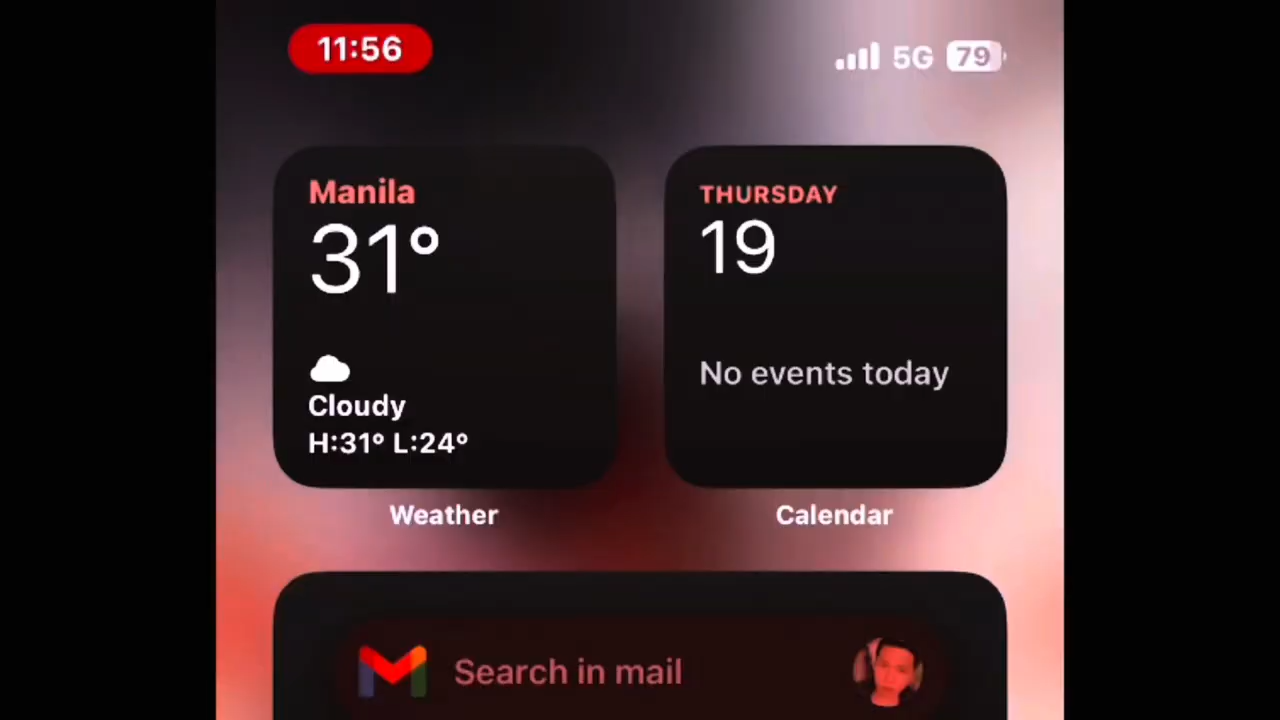 11:56
5G 79
Manila
31°
Cloudy
H:31° L:24°
Weather
THURSDAY
19
No events today
Calendar
Search in mail